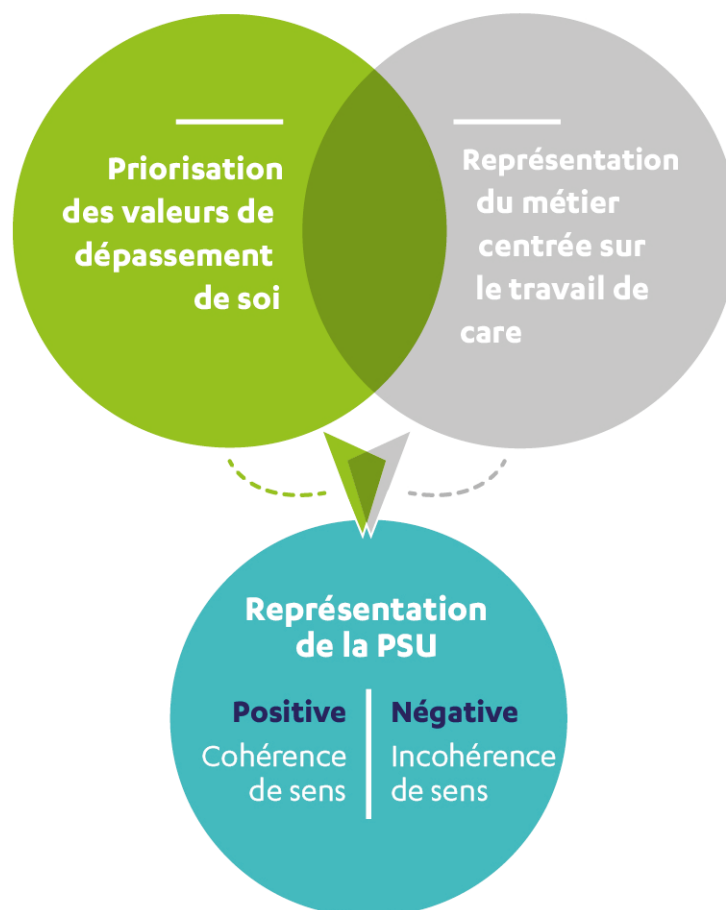 Priorisation
des valeurs de
dépassement
de soi
Représentation
du métier
centrée sur
le travail de
care
Représentation
de la PSU
Positive
Cohérence
de sens
Négative
Incohérence
de sens